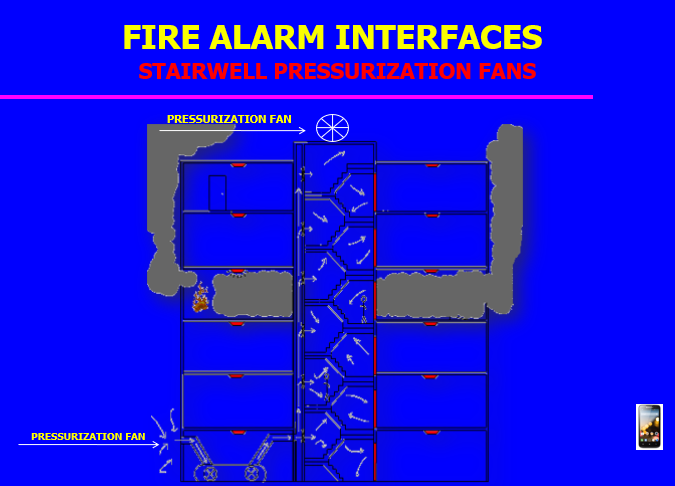 FIRE ALARM INTERFACES
STAIRWELL PRESSURIZATION FANS
PRESSURIZATION FAN
PRESSURIZATION FAN